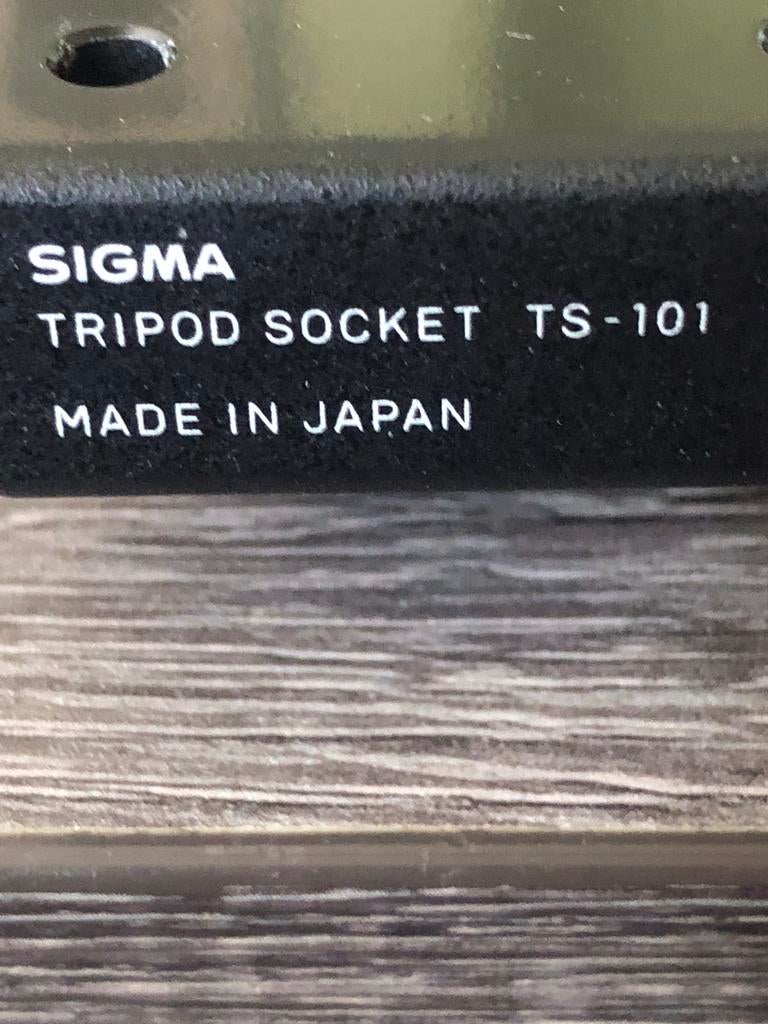 SIGMA
TRIPOD SOCKET TS-101
MADE IN JAPAN